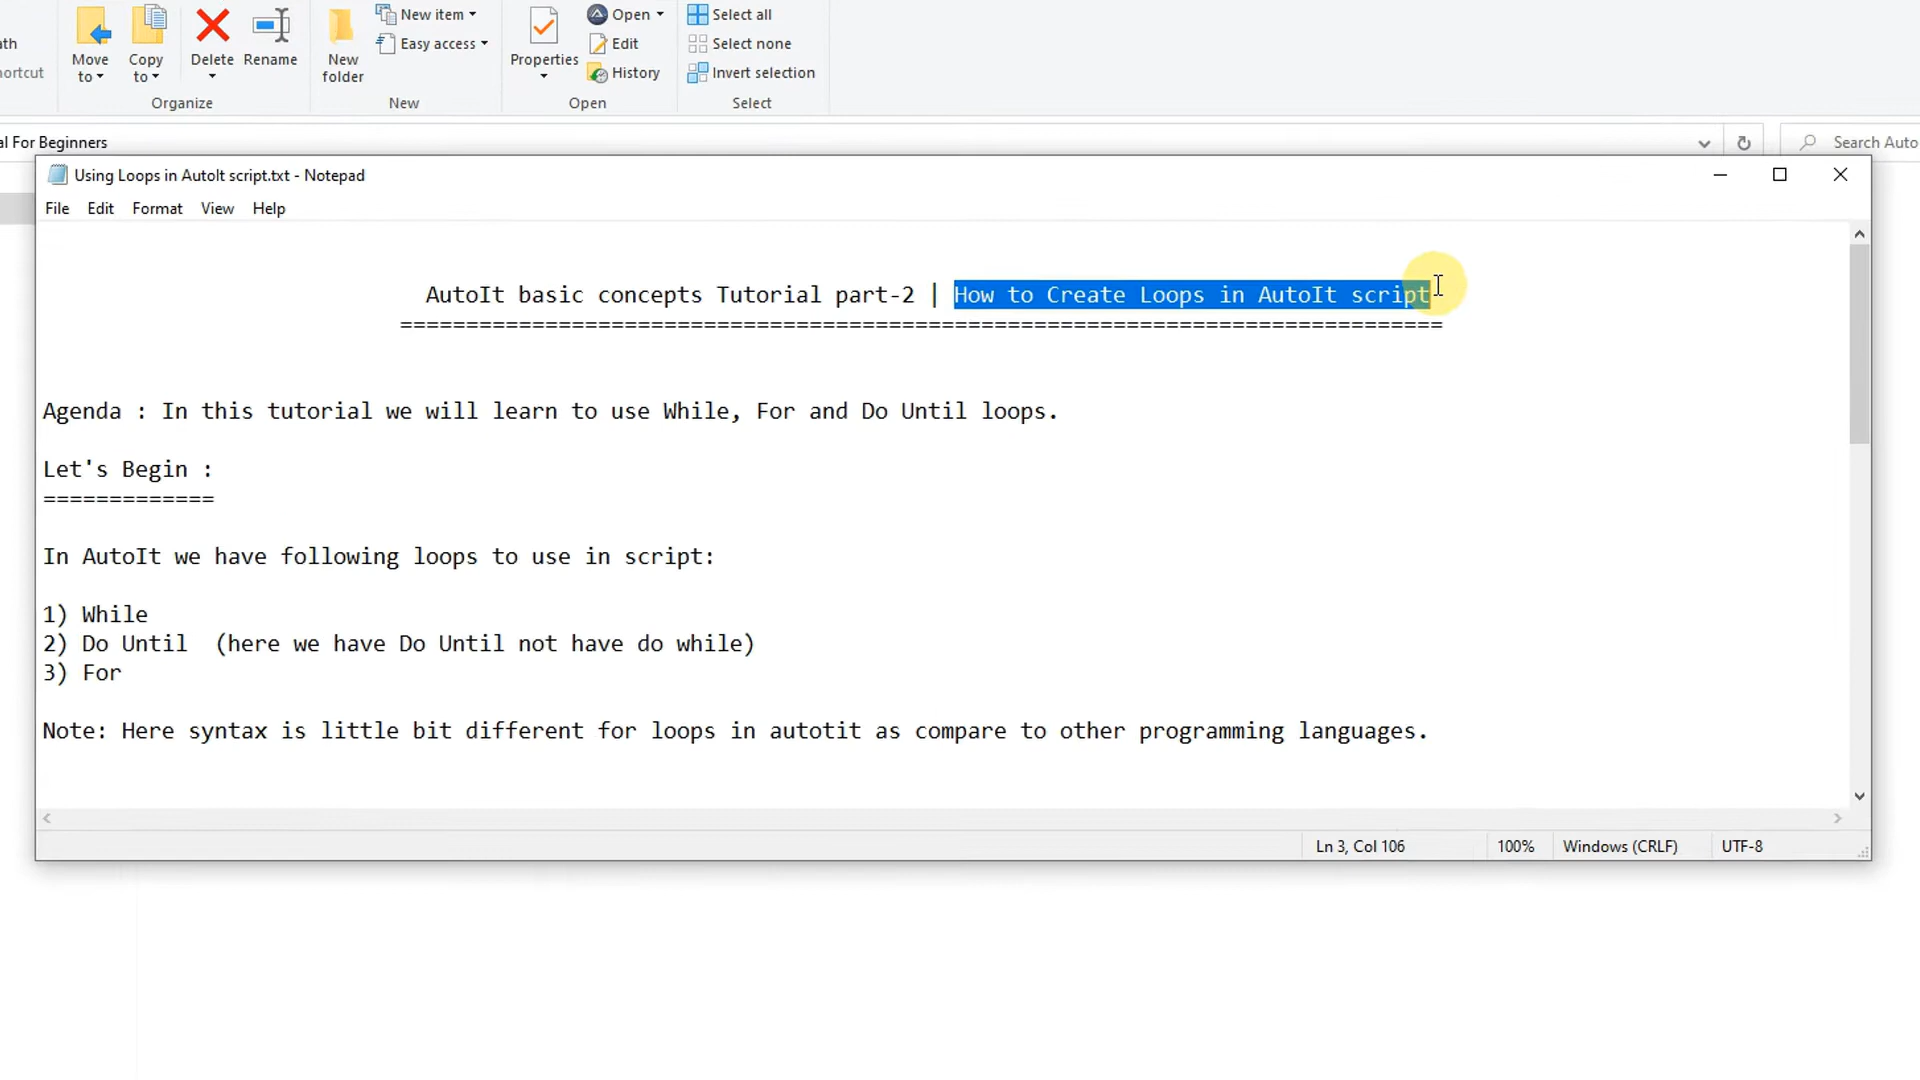 New item
Open
Select all
ath
Easy access
Edit
Select none
Move to
Copy to
Delete
Rename
New folder
Properties
ortcut
History
Invert selection
Organize
New
Open
Select
al For Beginners
Search Auto
Using Loops in AutoIt script.txt - Notepad
File Edit Format View Help
AutoIt basic concepts Tutorial part-2 | How to Create Loops in AutoIt script
===============================================================================
Agenda : In this tutorial we will learn to use While, For and Do Until loops.
Let's Begin :
=============
In AutoIt we have following loops to use in script:
1) While
2) Do Until  (here we have Do Until not have do while)
3) For
Note: Here syntax is little bit different for loops in autotit as compare to other programming languages.
Ln 3, Col 106
100%
Windows (CRLF)
UTF-8